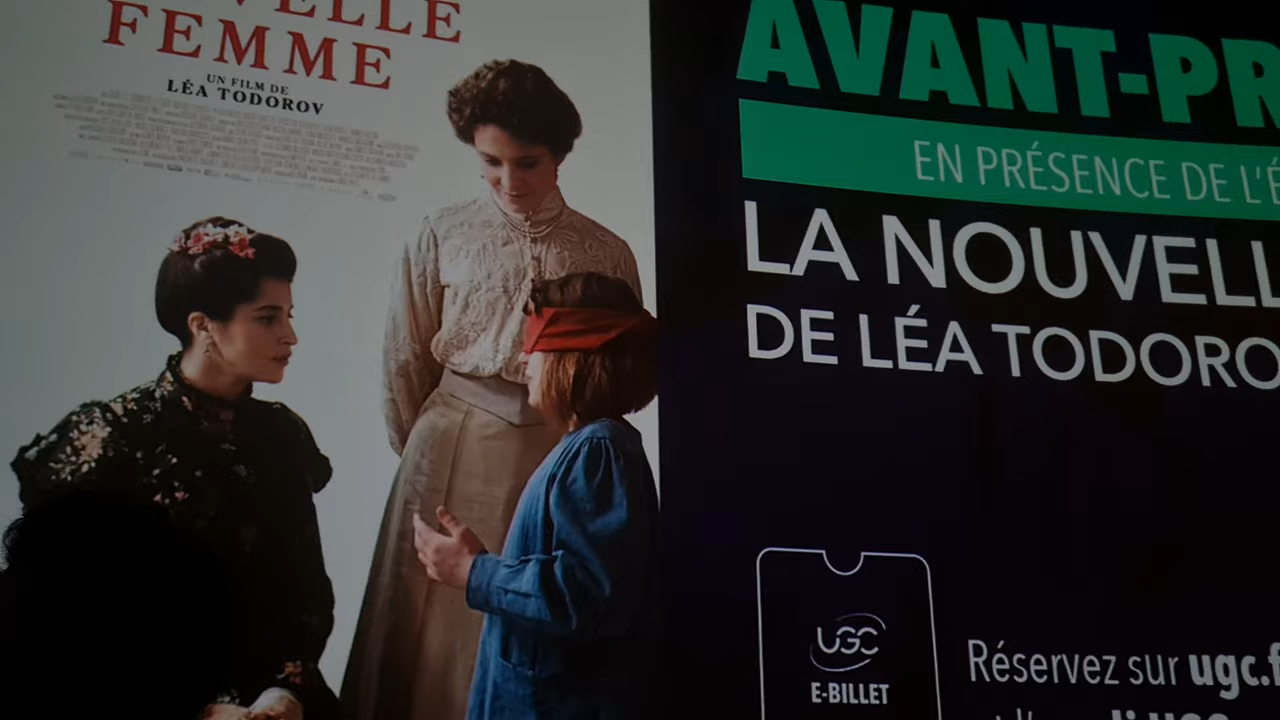 VELLE
FEMME
UN FILM DE
LÉA TODOROV
AVANT-PR
EN PRÉSENCE DE L'É
LA NOUVELL
DE LÉA TODORO
UGC
E-BILLET
Réservez sur ugc.f